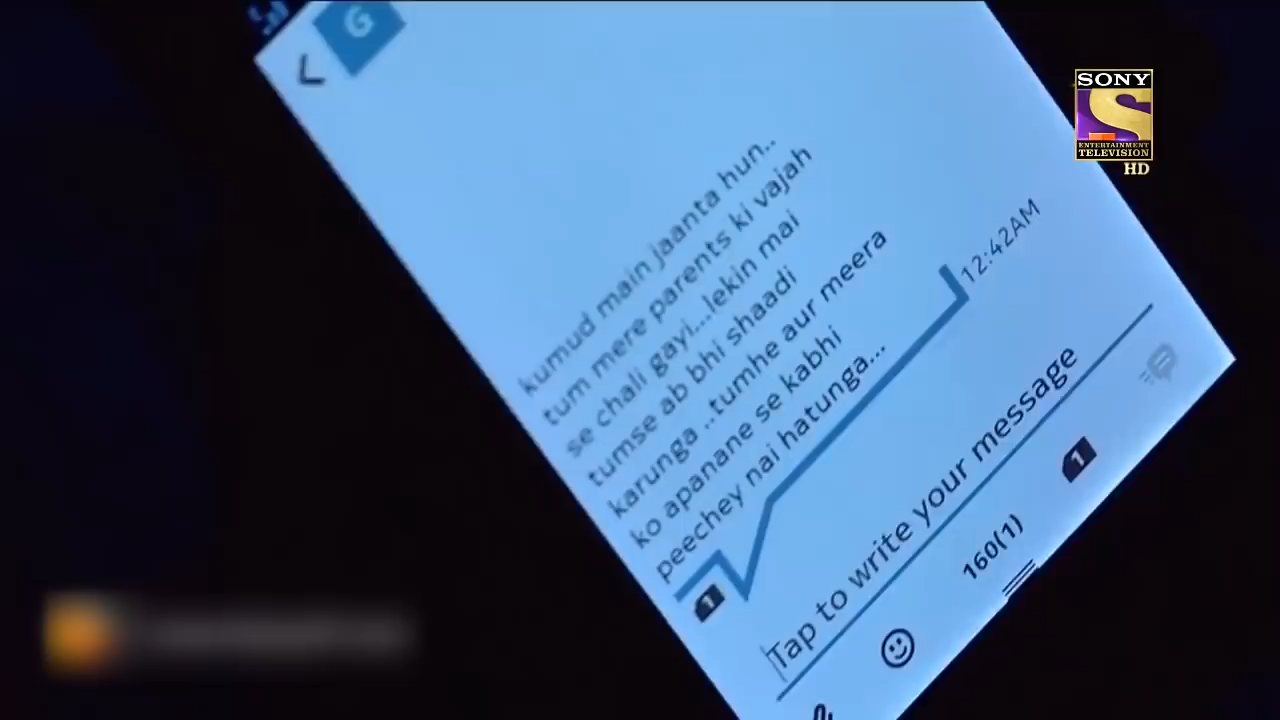 G
kumud main jaanta hun..
tum mere parents ki vajah
se chali gayi...lekin mai
tumse ab bhi shaadi
karunga ..tumhe aur meera
ko apanane se kabhi
peechey nai hatunga...
12:42AM
1
Tap to write your message
160(1)
1
SONY
S
ENTERTAINMENT
TELEVISION
HD